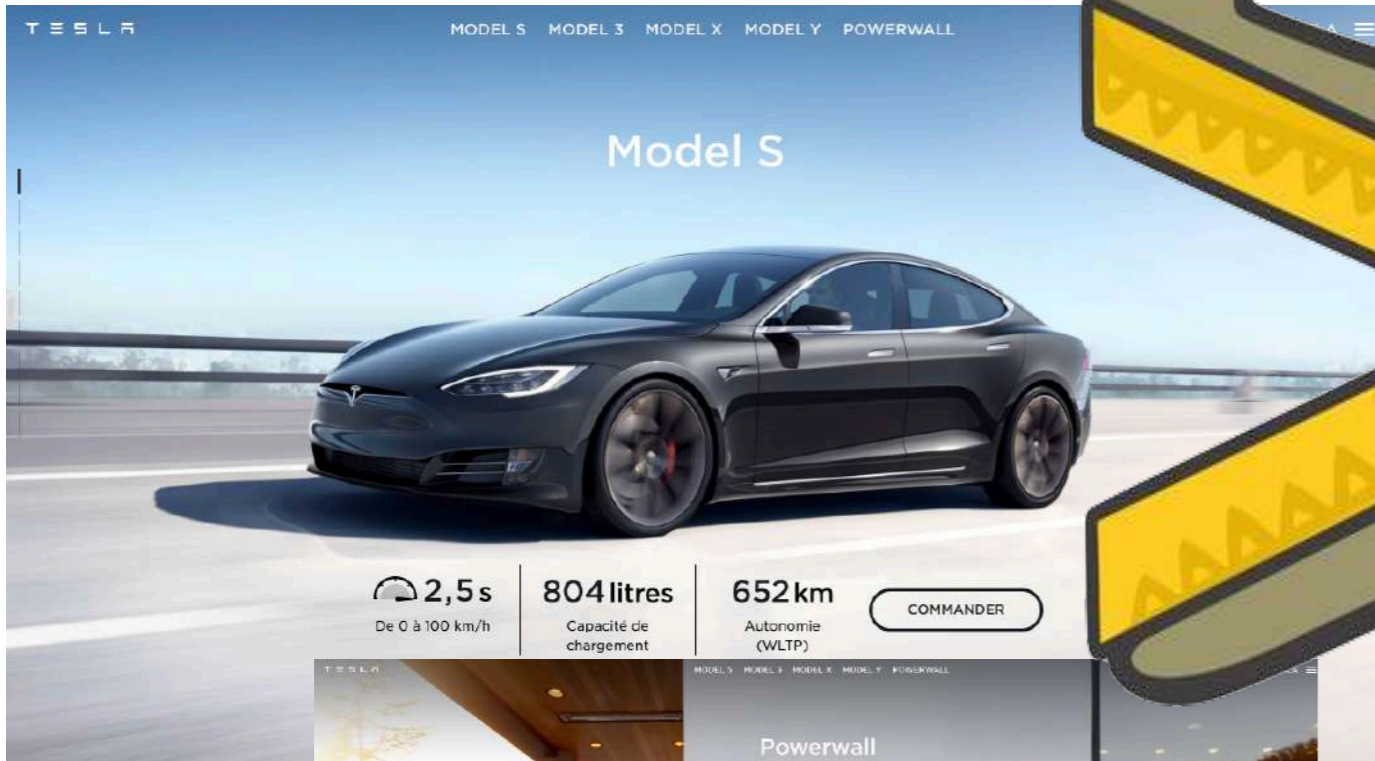 TESLA
MODEL S MODEL 3 MODEL X MODEL Y POWERWALL
Model S
2,5 s
De 0 à 100 km/h
804 litres
Capacité de
chargement
652 km
Autonomie
(WLTP)
COMMANDER
TESLA
MODEL S MODEL 3 MODEL X MODEL Y POWERWALL
Powerwall